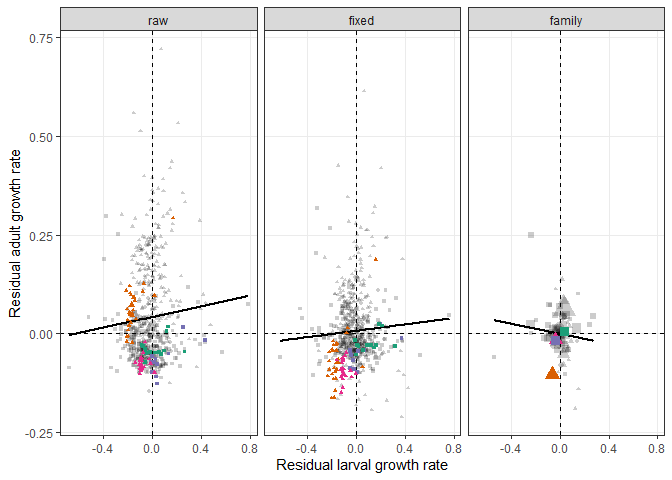 raw fixed family
Residual adult growth rate
0.75
0.50
0.25
0.00
-0.25
-0.4 0.0 0.4 0.8 -0.4 0.0 0.4 0.8 -0.4 0.0 0.4 0.8
Residual larval growth rate